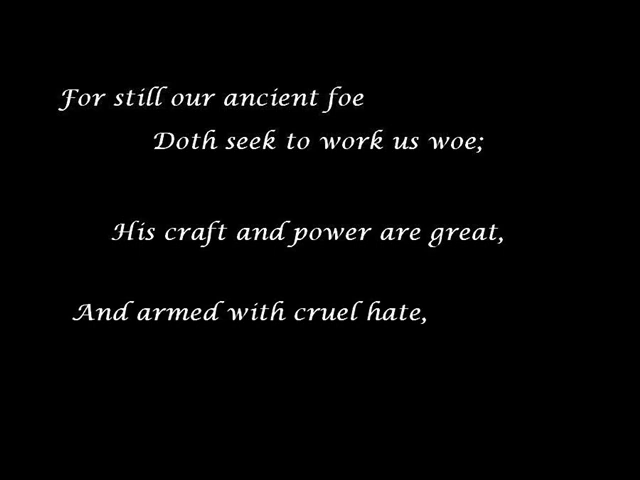 For still our ancient foe
Doth seek to work us woe;
His craft and power are great,
And armed with cruel hate,